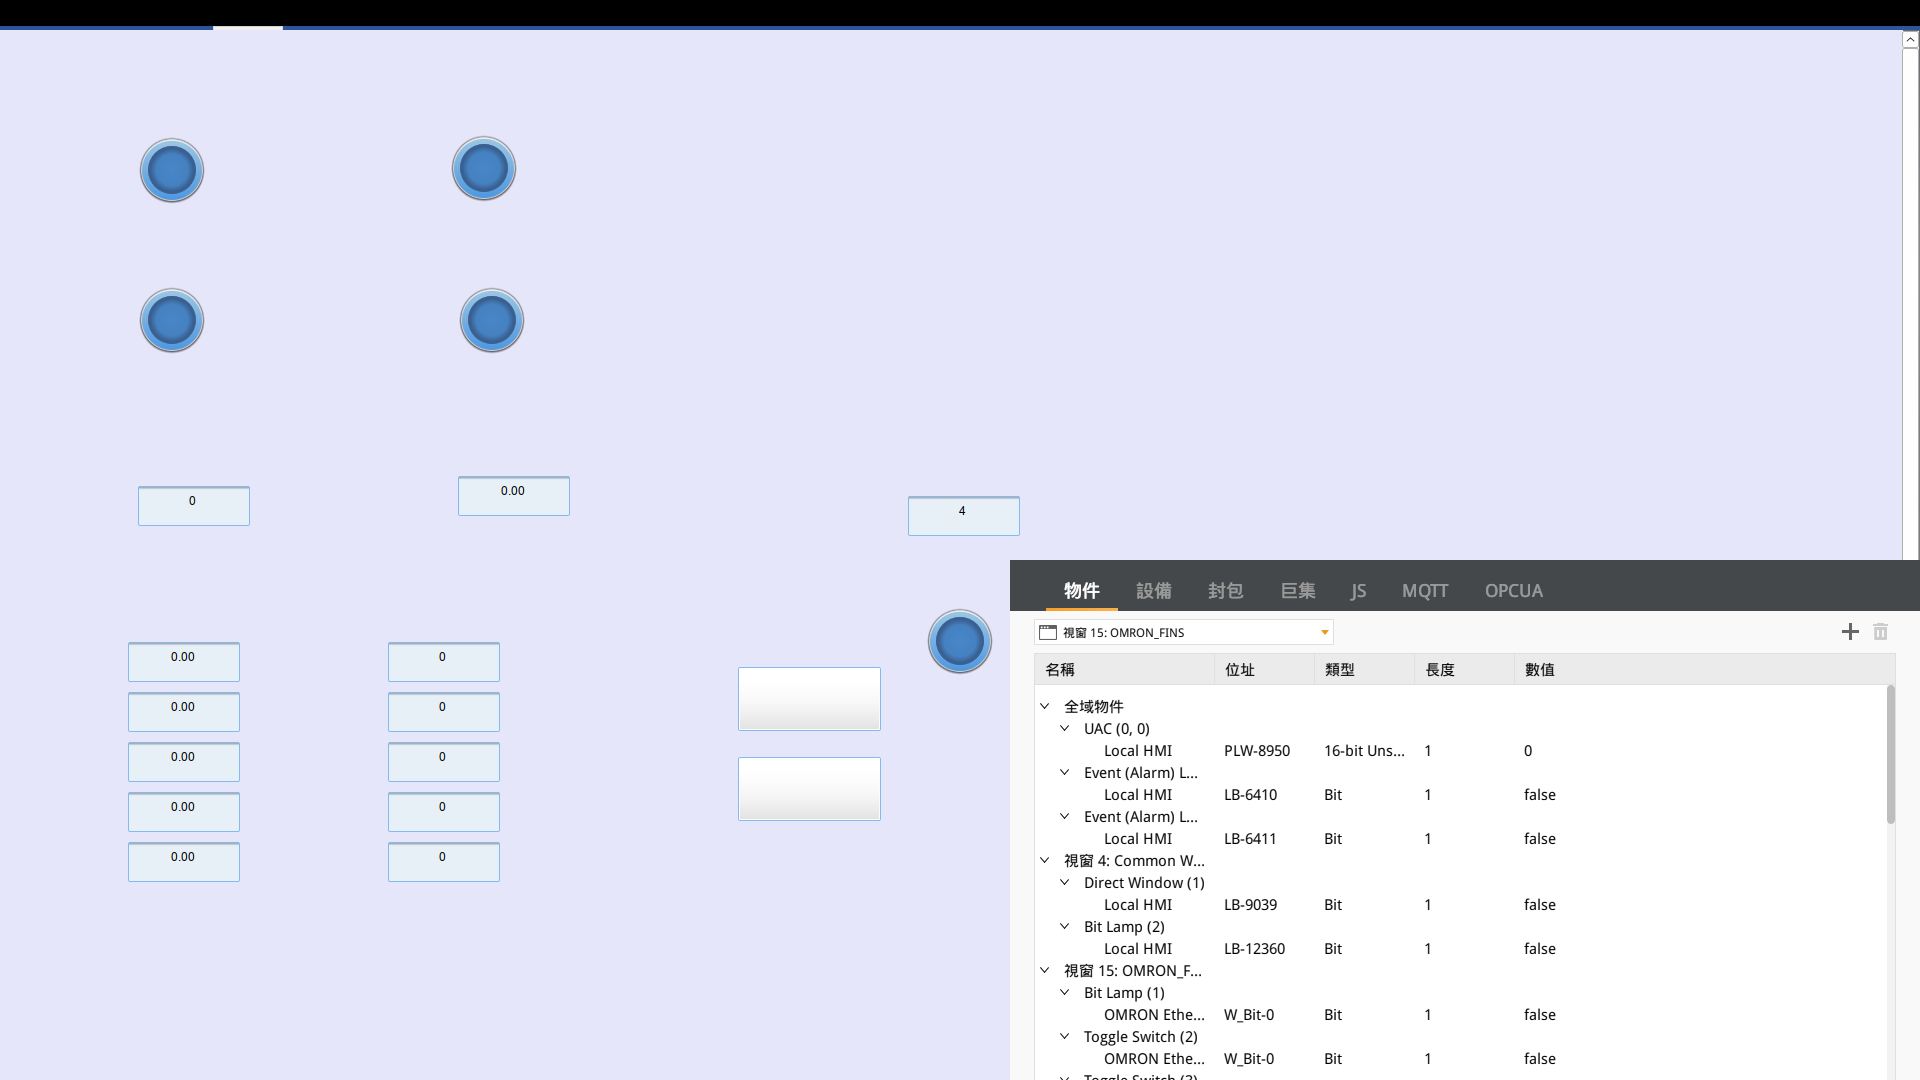 0
0.00
4
0.00 0
0.00 0
0.00 0
0.00 0
0.00 0
物件 設備 封包 巨集 JS MQTT OPCUA
視窗 15: OMRON_FINS
名稱 位址 類型 長度 數值
全域物件
UAC (0, 0)
Local HMI PLW-8950 16-bit Uns... 1 0
Event (Alarm) L...
Local HMI LB-6410 Bit 1 false
Event (Alarm) L...
Local HMI LB-6411 Bit 1 false
視窗 4: Common W...
Direct Window (1)
Local HMI LB-9039 Bit 1 false
Bit Lamp (2)
Local HMI LB-12360 Bit 1 false
視窗 15: OMRON_F...
Bit Lamp (1)
OMRON Ethe... W_Bit-0 Bit 1 false
Toggle Switch (2)
OMRON Ethe... W_Bit-0 Bit 1 false
Toggle Switch (3)